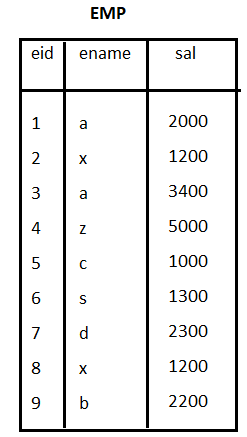 EMP
eid ename sal
1 a 2000
2 x 1200
3 a 3400
4 z 5000
5 c 1000
6 s 1300
7 d 2300
8 x 1200
9 b 2200